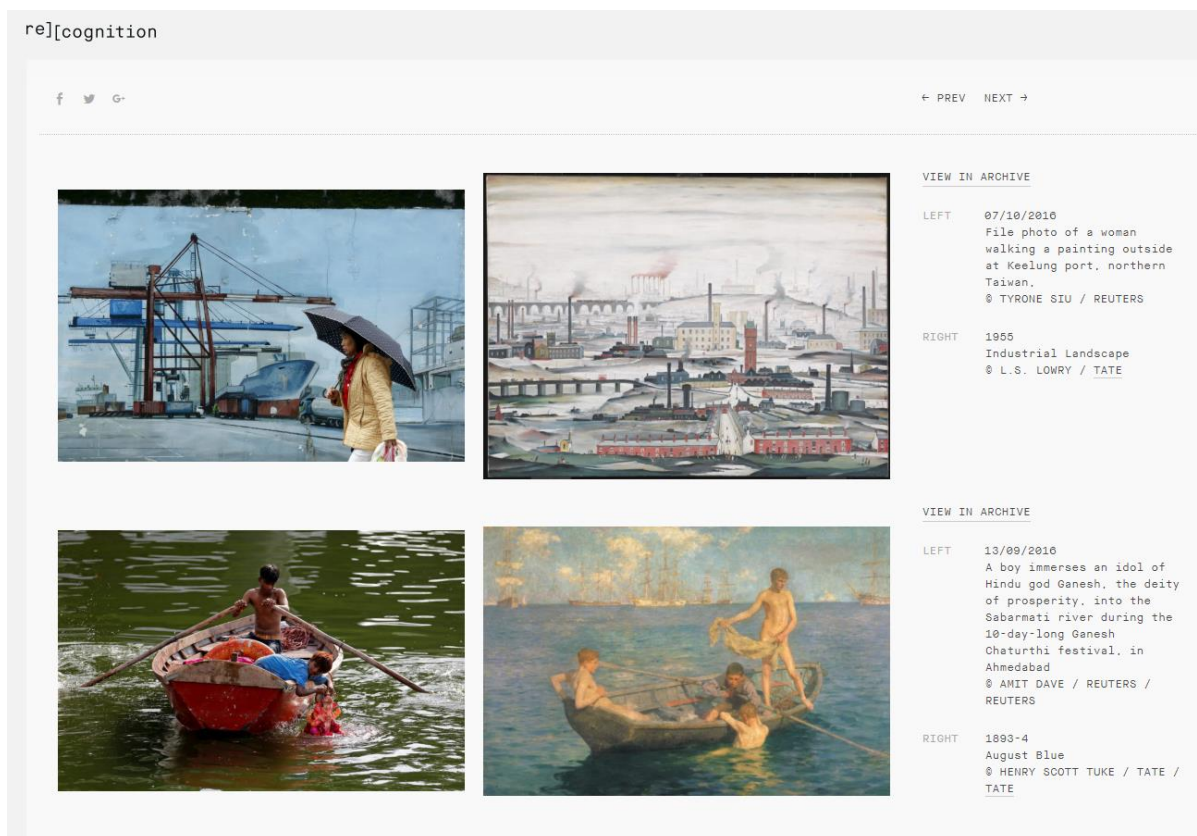 re][cognition
← PREV NEXT →
VIEW IN ARCHIVE
LEFT 07/10/2016
File photo of a woman
walking a painting outside
at Keelung port, northern
Taiwan,
© TYRONE SIU / REUTERS
RIGHT 1955
Industrial Landscape
© L.S. LOWRY / TATE
VIEW IN ARCHIVE
LEFT 13/09/2016
A boy immerses an idol of
Hindu god Ganesh, the deity
of prosperity, into the
Sabarmati river during the
10-day-long Ganesh
Chaturthi festival, in
Ahmedabad
© AMIT DAVE / REUTERS /
REUTERS
RIGHT 1893-4
August Blue
© HENRY SCOTT TUKE / TATE /
TATE